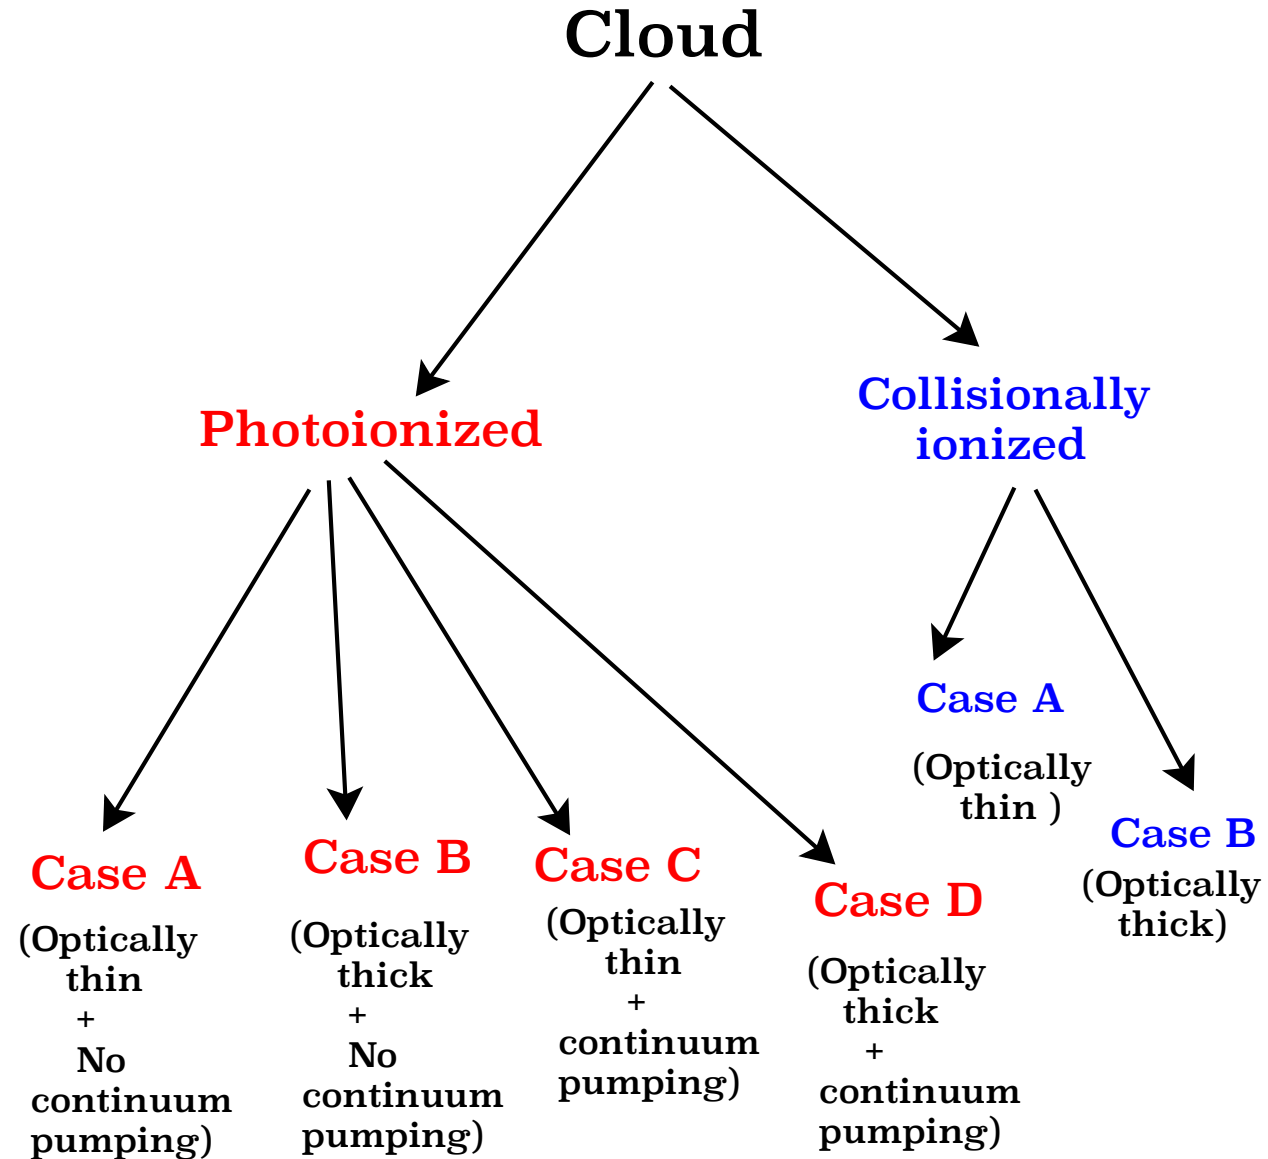 Cloud
Photoionized
Collisionally
ionized
Case A
(Optically
thin
+
No
continuum
pumping)
Case B
(Optically
thick
+
No
continuum
pumping)
Case C
(Optically
thin
+
continuum
pumping)
Case D
(Optically
thick
+
continuum
pumping)
Case A
(Optically
thin )
Case B
(Optically
thick)